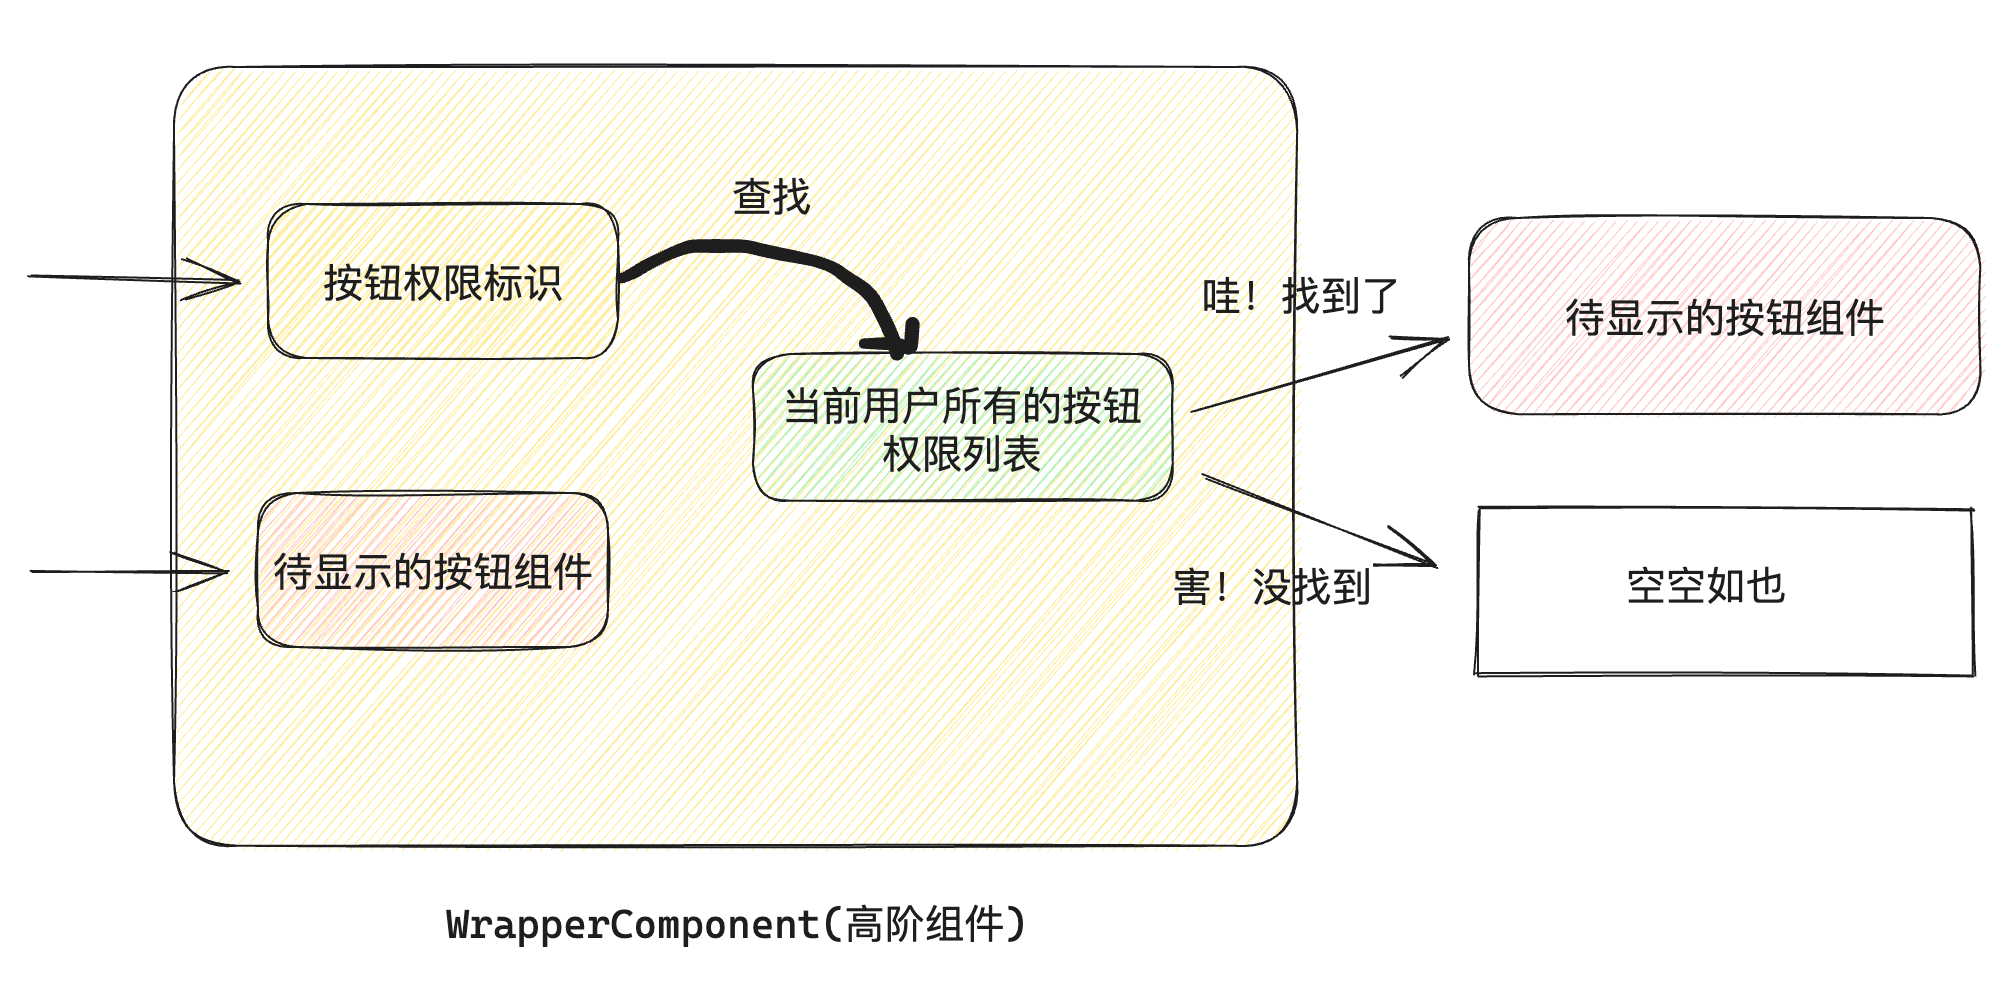 查找
按钮权限标识
哇！找到了
待显示的按钮组件
当前用户所有的按钮
权限列表
待显示的按钮组件
害！没找到
空空如也
WrapperComponent(高阶组件)